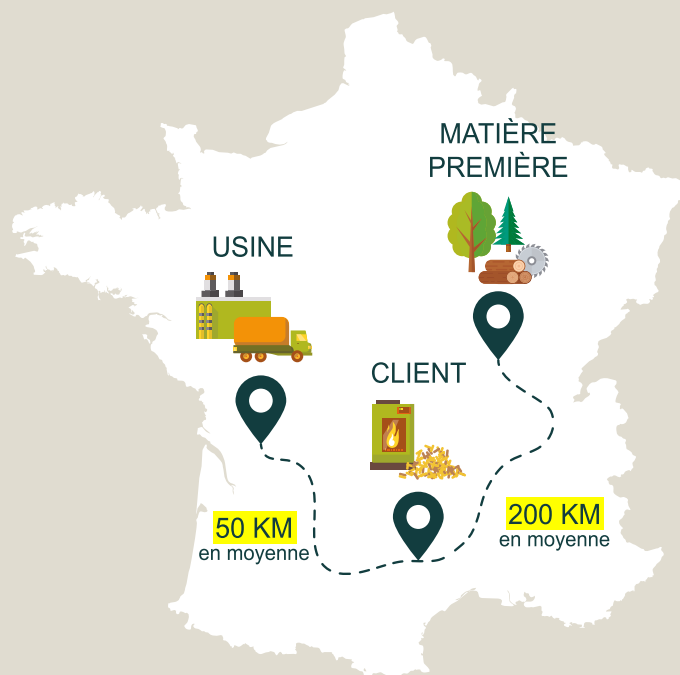 MATIÈRE
PREMIÈRE
USINE
CLIENT
50 KM
en moyenne
200 KM
en moyenne